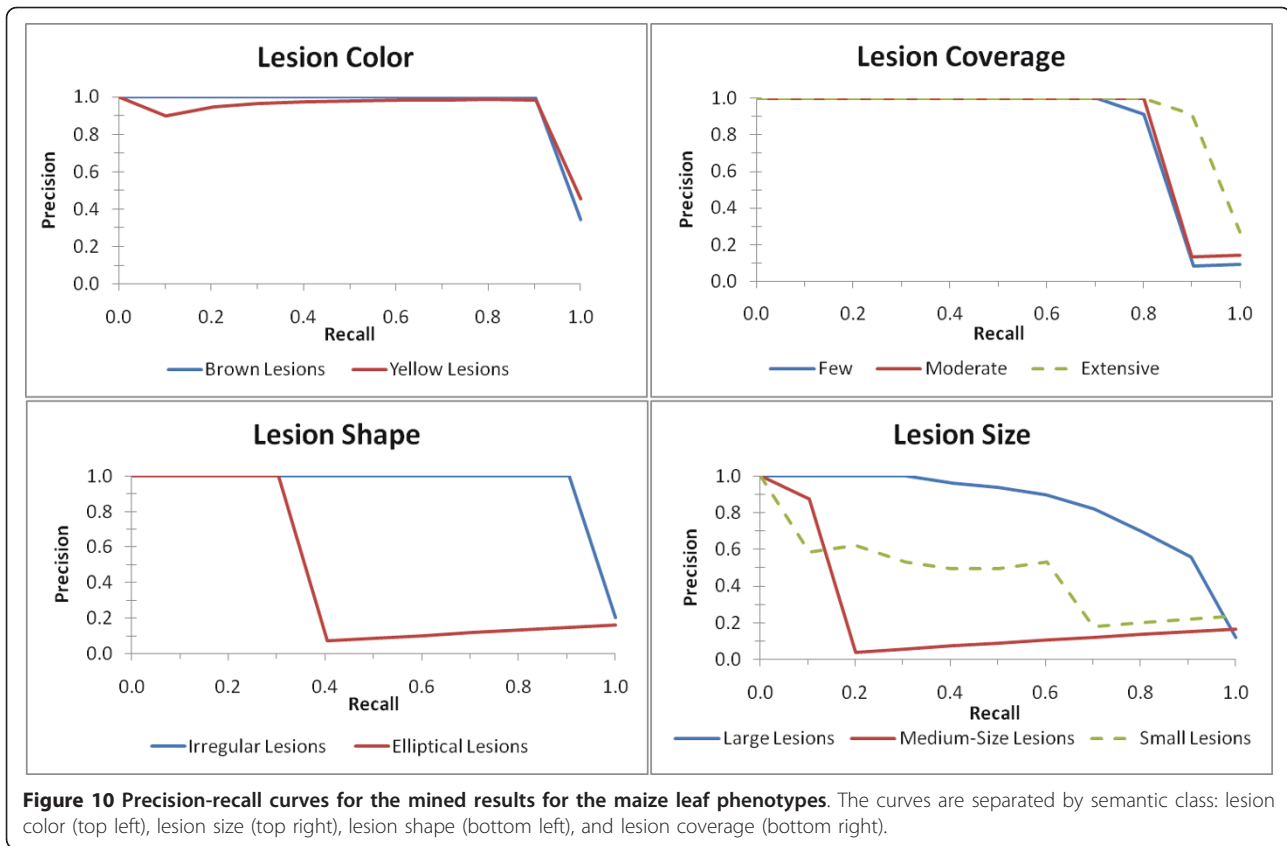 Lesion Color
1.0
0.8
0.6
0.4
0.2
0.0
Precision
0.0 0.2 0.4 0.6 0.8 1.0
Recall
Brown Lesions Yellow Lesions
Lesion Coverage
1.0
0.8
0.6
0.4
0.2
0.0
Precision
0.0 0.2 0.4 0.6 0.8 1.0
Recall
Few Moderate Extensive
Lesion Shape
1.0
0.8
0.6
0.4
0.2
0.0
Precision
0.0 0.2 0.4 0.6 0.8 1.0
Recall
Irregular Lesions Elliptical Lesions
Lesion Size
1.0
0.8
0.6
0.4
0.2
0.0
Precision
0.0 0.2 0.4 0.6 0.8 1.0
Recall
Large Lesions Medium-Size Lesions Small Lesions
Figure 10 Precision-recall curves for the mined results for the maize leaf phenotypes. The curves are separated by semantic class: lesion
color (top left), lesion size (top right), lesion shape (bottom left), and lesion coverage (bottom right).